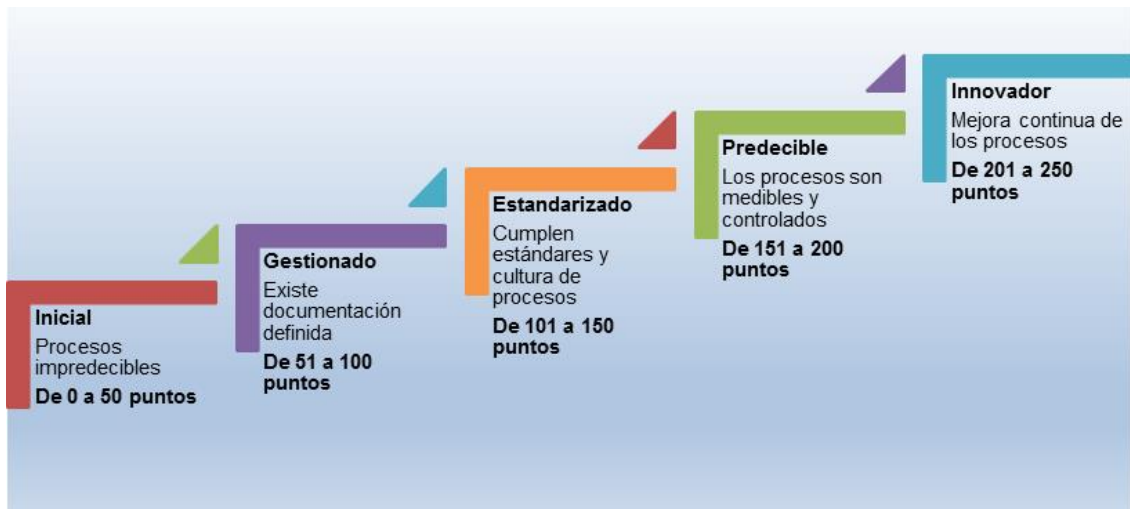 Inicial
Procesos
impredecibles
De 0 a 50 puntos
Gestionado
Existe
documentación
definida
De 51 a 100
puntos
Estandarizado
Cumplen
estándares y
cultura de
procesos
De 101 a 150
puntos
Predecible
Los procesos son
medibles y
controlados
De 151 a 200
puntos
Innovador
Mejora continua de
los procesos
De 201 a 250
puntos